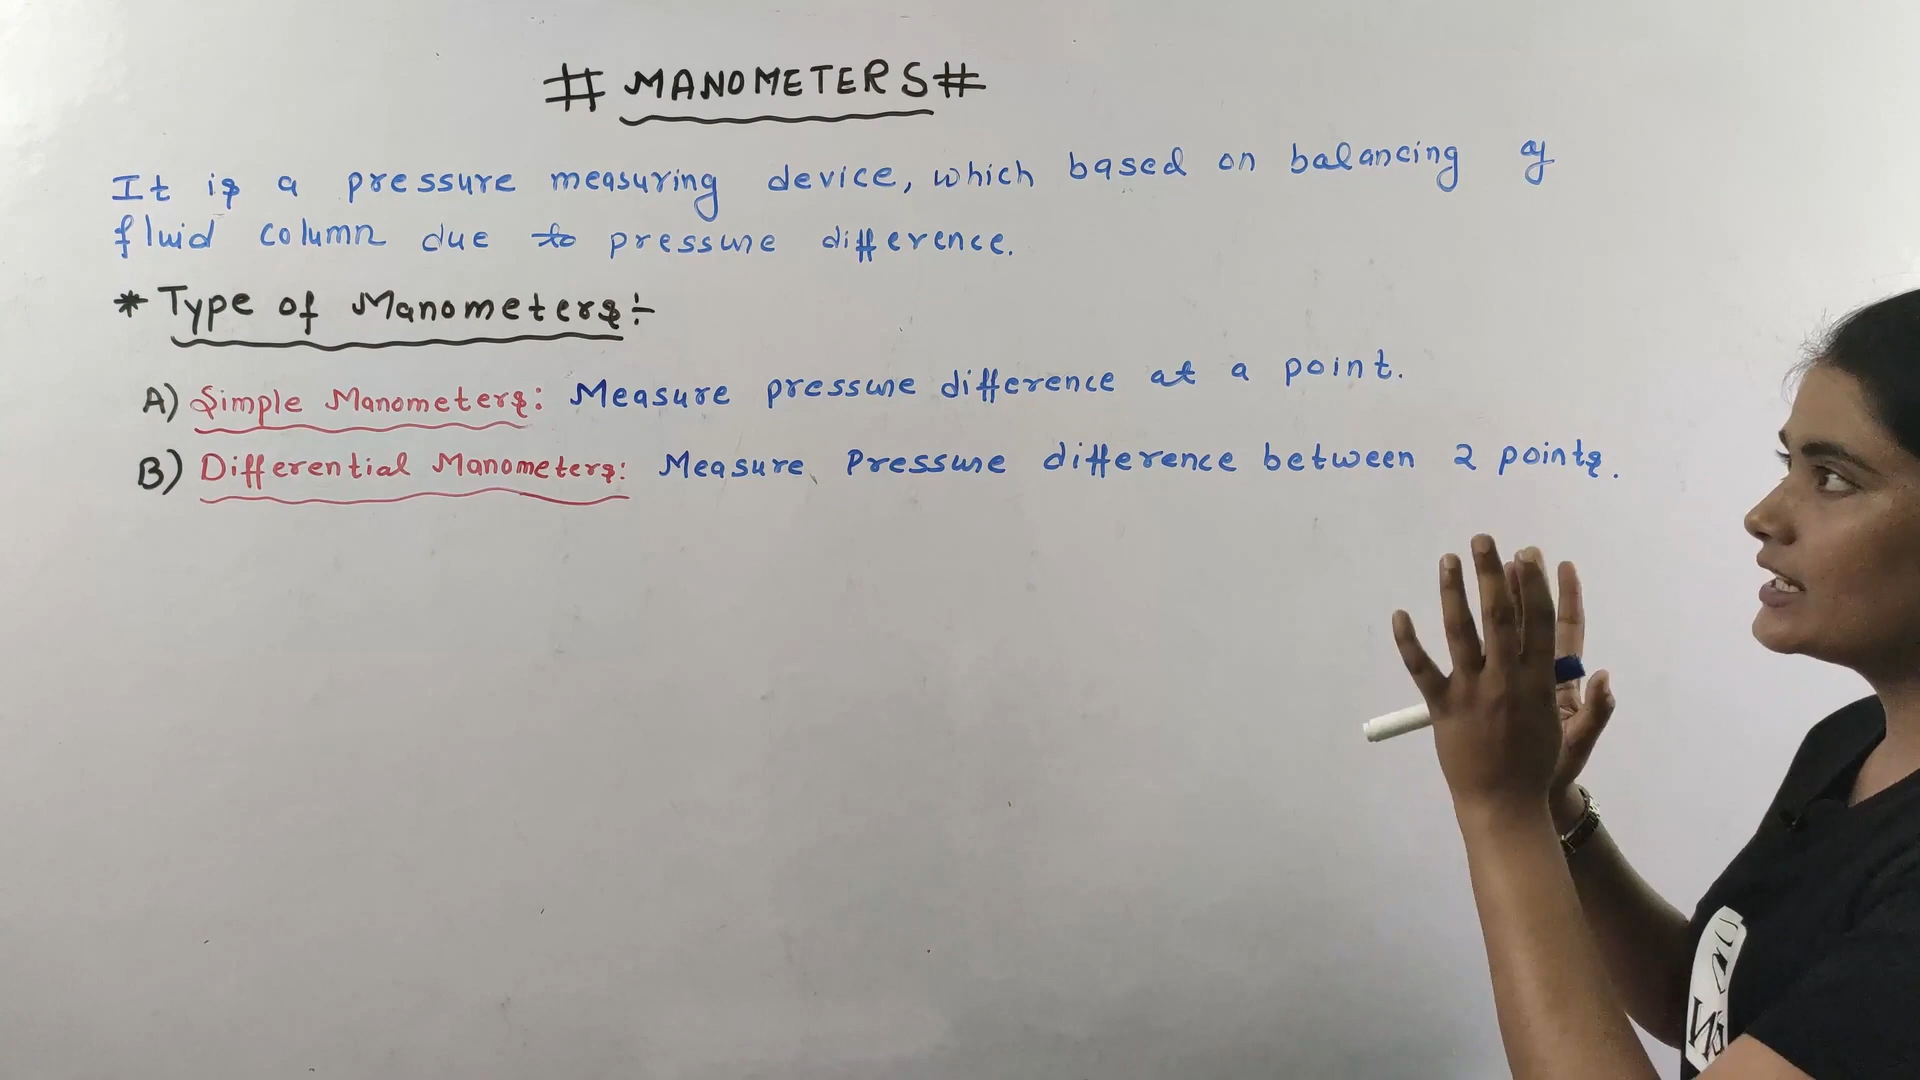 # MANOMETERS #
It is a pressure measuring device, which based on balancing of
fluid column due to pressure difference.
* Type of Manometers:-
A) Simple Manometers: Measure pressure difference at a point.
B) Differential Manometers: Measure Pressure difference between 2 points.